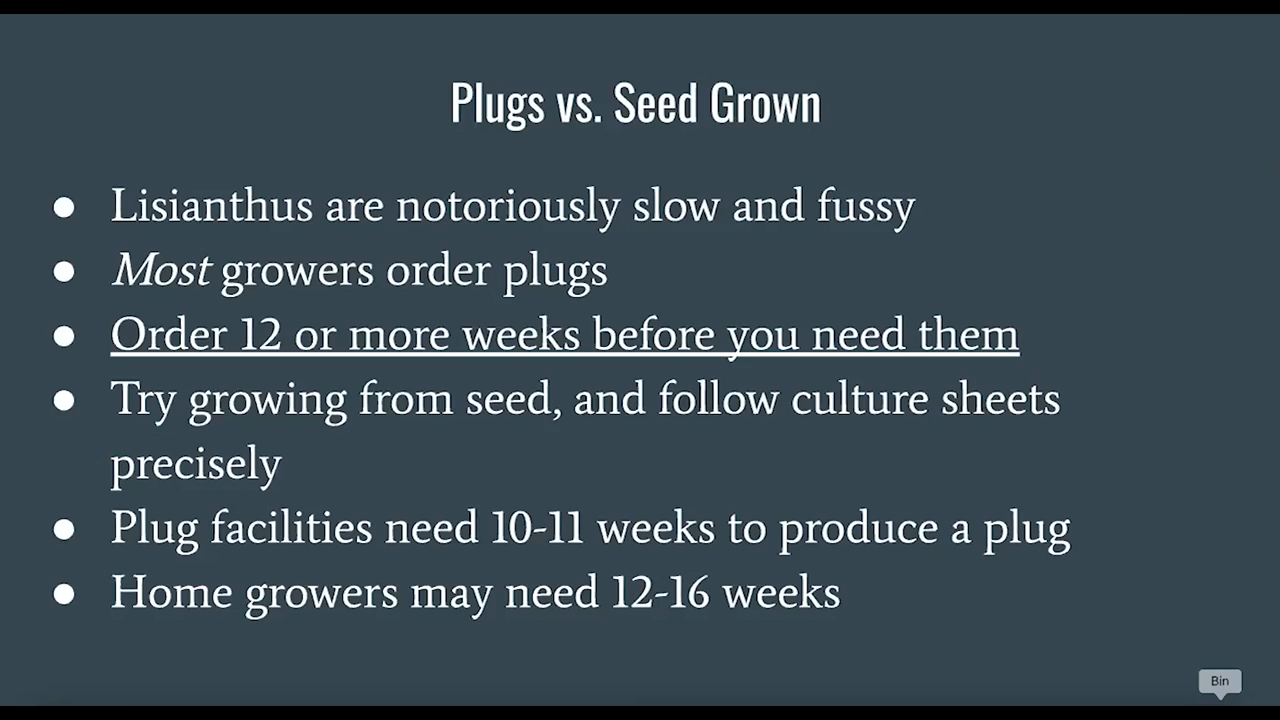 Plugs vs. Seed Grown
● Lisianthus are notoriously slow and fussy
● Most growers order plugs
● Order 12 or more weeks before you need them
● Try growing from seed, and follow culture sheets
precisely
● Plug facilities need 10-11 weeks to produce a plug
● Home growers may need 12-16 weeks
Bin